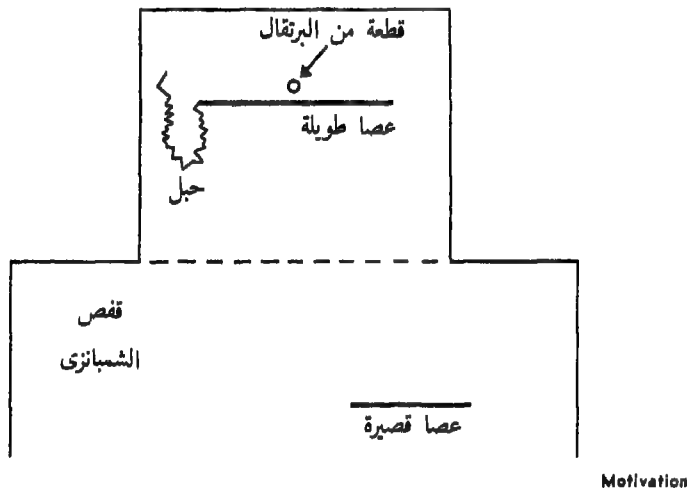 قطعة من البرتقال
عصا طويلة
حبل
قفص
الشمبانزى
عصا قصيرة
Motivation